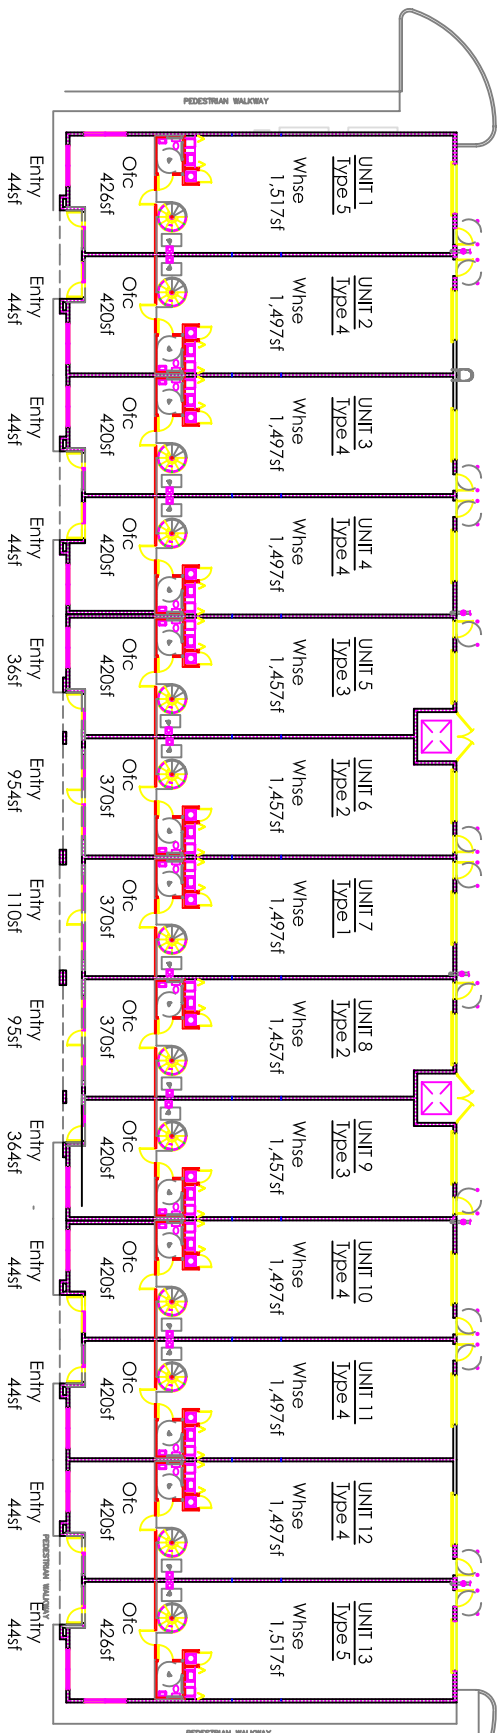 PEDESTRIAN WALKWAY
UNIT 1
Type 5
Whse
1,517sf
Ofc
426sf
Entry
44sf
UNIT 2
Type 4
Whse
1,497sf
Ofc
420sf
Entry
44sf
UNIT 3
Type 4
Whse
1,497sf
Ofc
420sf
Entry
44sf
UNIT 4
Type 4
Whse
1,497sf
Ofc
420sf
Entry
44sf
UNIT 5
Type 3
Whse
1,457sf
Ofc
420sf
Entry
36sf
UNIT 6
Type 2
Whse
1,457sf
Ofc
370sf
Entry
954sf
UNIT 7
Type 1
Whse
1,497sf
Ofc
370sf
Entry
110sf
UNIT 8
Type 2
Whse
1,457sf
Ofc
370sf
Entry
95sf
UNIT 9
Type 3
Whse
1,457sf
Ofc
420sf
Entry
364sf
UNIT 10
Type 4
Whse
1,497sf
Ofc
420sf
Entry
44sf
UNIT 11
Type 4
Whse
1,497sf
Ofc
420sf
Entry
44sf
UNIT 12
Type 4
Whse
1,497sf
Ofc
420sf
Entry
44sf
UNIT 13
Type 5
Whse
1,517sf
Ofc
426sf
Entry
44sf
PEDESTRIAN WALKWAY
PEDESTRIAN WALKWAY